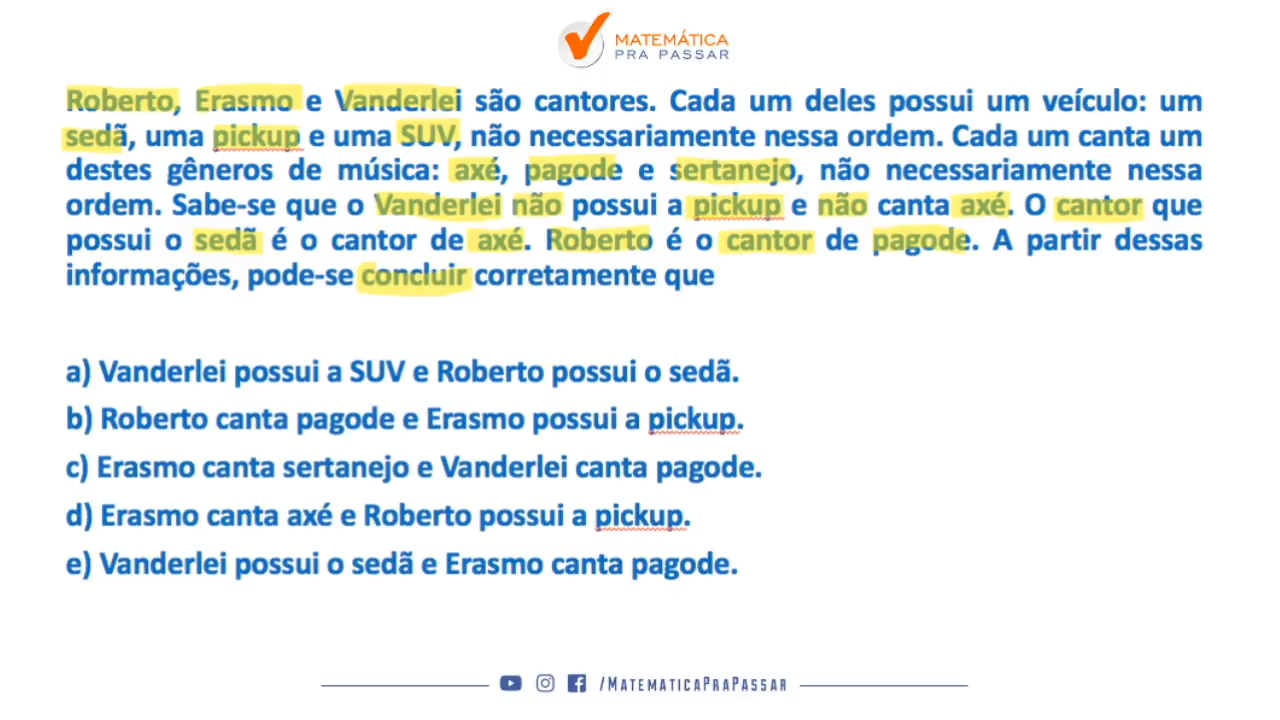 MATEMÁTICA
PRA PASSAR
Roberto, Erasmo e Vanderlei são cantores. Cada um deles possui um veículo: um
sedã, uma pickup e uma SUV, não necessariamente nessa ordem. Cada um canta um
destes gêneros de música: axé, pagode e sertanejo, não necessariamente nessa
ordem. Sabe-se que o Vanderlei não possui a pickup e não canta axé. O cantor que
possui o sedã é o cantor de axé. Roberto é o cantor de pagode. A partir dessas
informações, pode-se concluir corretamente que
a) Vanderlei possui a SUV e Roberto possui o sedã.
b) Roberto canta pagode e Erasmo possui a pickup.
c) Erasmo canta sertanejo e Vanderlei canta pagode.
d) Erasmo canta axé e Roberto possui a pickup.
e) Vanderlei possui o sedã e Erasmo canta pagode.
/MATEMATICAPRAPASSAR